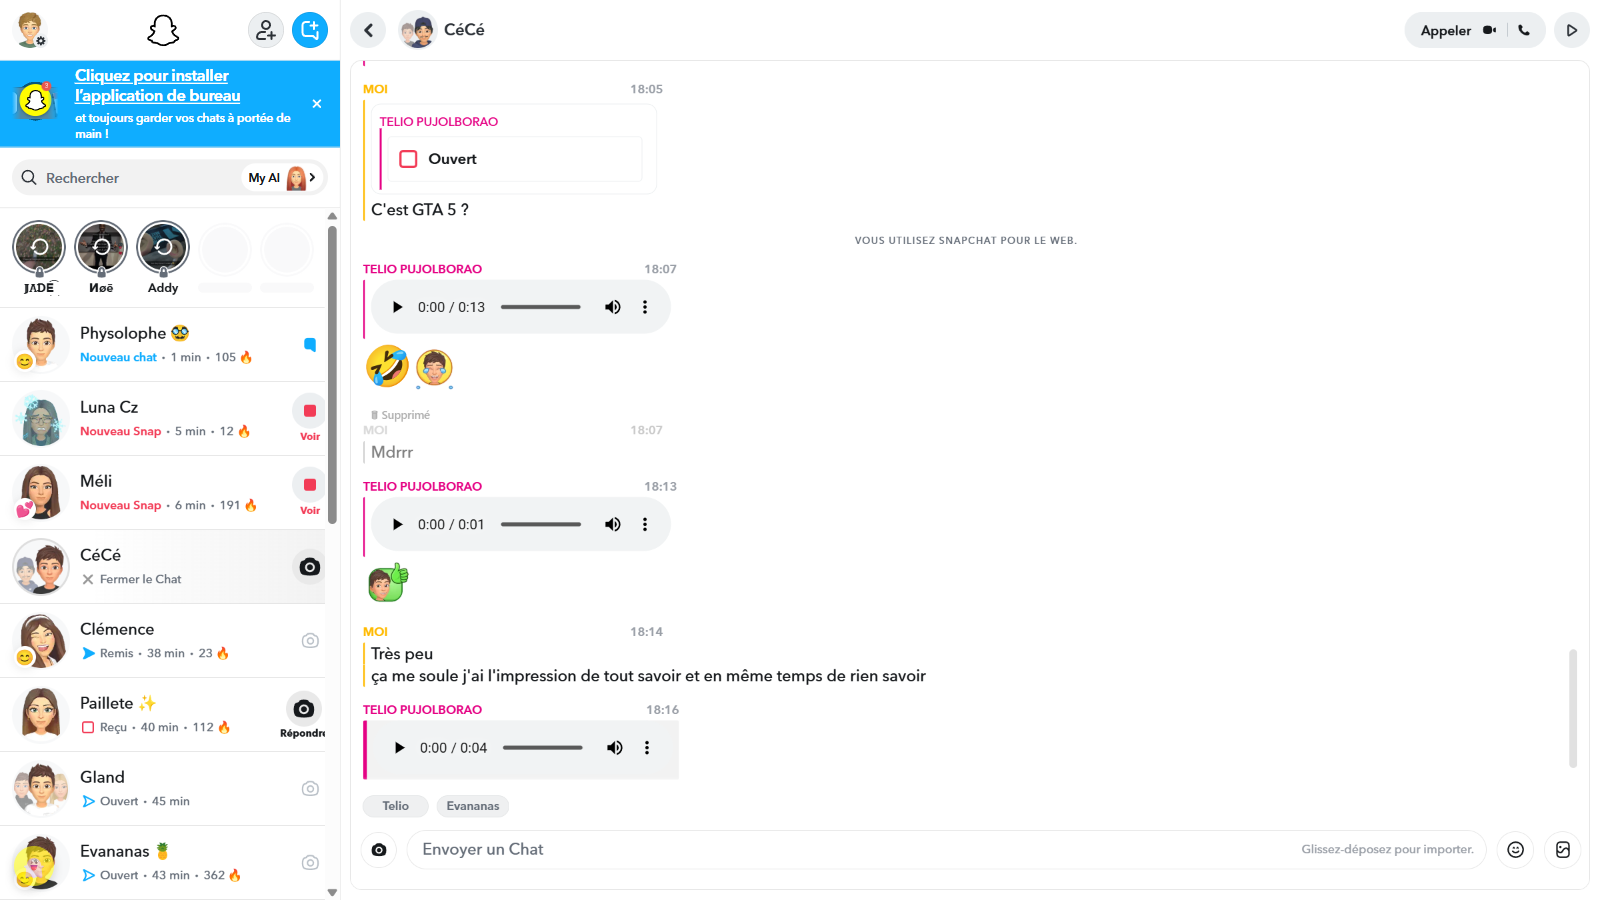 Cliquez pour installer
l'application de bureau
et toujours garder vos chats à portée de
main !
Rechercher
My AI
JADE
Иøē
Addy
Physolophe 🥸
Nouveau chat • 1 min • 105 🔥
Luna Cz
Nouveau Snap • 5 min • 12 🔥
Voir
Méli
Nouveau Snap • 6 min • 191 🔥
Voir
CéCé
Fermer le Chat
Clémence
Remis • 38 min • 23 🔥
Paillete ✨
Reçu • 40 min • 112 🔥
Répondre
Gland
Ouvert • 45 min
Evananas 🍍
Ouvert • 43 min • 362 🔥
CéCé
Appeler
MOI 18:05
TELIO PUJOLBORAO
Ouvert
C'est GTA 5 ?
VOUS UTILISEZ SNAPCHAT POUR LE WEB.
TELIO PUJOLBORAO 18:07
0:00 / 0:13
Supprimé
MOI 18:07
Mdrrr
TELIO PUJOLBORAO 18:13
0:00 / 0:01
MOI 18:14
Très peu
ça me soule j'ai l'impression de tout savoir et en même temps de rien savoir
TELIO PUJOLBORAO 18:16
0:00 / 0:04
Telio
Evananas
Envoyer un Chat
Glissez-déposez pour importer.